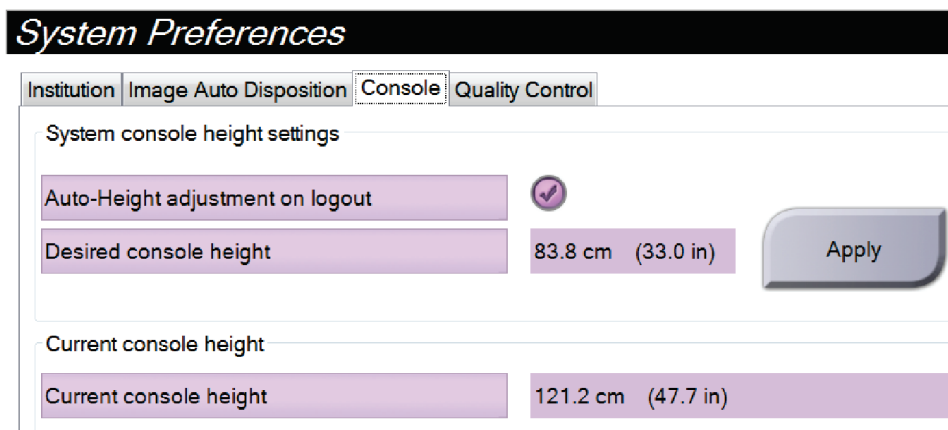 System Preferences
Institution Image Auto Disposition Console Quality Control
System console height settings
Auto-Height adjustment on logout
Desired console height 83.8 cm (33.0 in) Apply
Current console height
Current console height 121.2 cm (47.7 in)